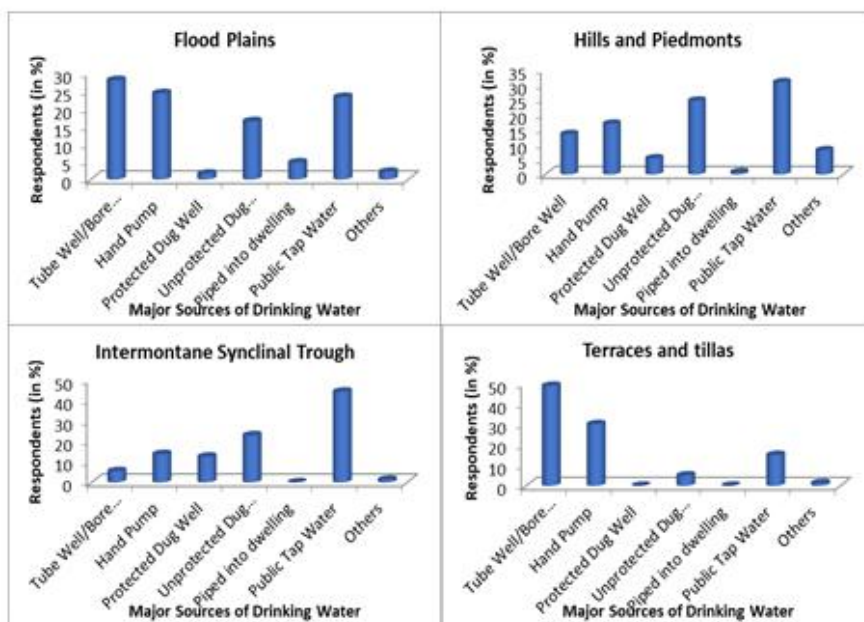 Flood Plains
Respondents (in %)
30
25
20
15
10
5
0
Tube Well/Bore...
Hand Pump
Protected Dug Well
Unprotected Dug...
Piped into dwelling
Public Tap Water
Others
Major Sources of Drinking Water
Hills and Piedmonts
Respondents (in %)
35
30
25
20
15
10
5
0
Tube Well/Bore Well
Hand Pump
Protected Dug Well
Unprotected Dug...
Piped into dwelling
Public Tap Water
Others
Major Sources of Drinking Water
Intermontane Synclinal Trough
Respondents (in %)
50
40
30
20
10
0
Tube Well/Bore...
Hand Pump
Protected Dug Well
Unprotected Dug...
Piped into dwelling
Public Tap Water
Others
Major Sources of Drinking Water
Terraces and tillas
Respondents (in %)
50
40
30
20
10
0
Tube Well/Bore...
Hand Pump
Protected Dug Well
Unprotected Dug...
Piped into dwelling
Public Tap Water
Others
Major Sources of Drinking Water